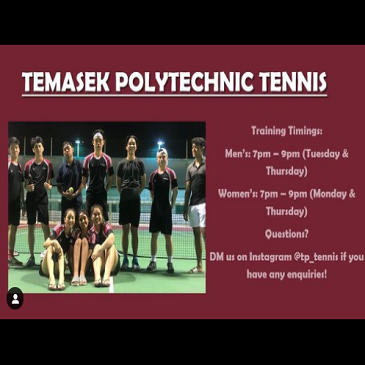 TEMASEK POLYTECHNIC TENNIS
Training Timings:
Men's: 7pm – 9pm (Tuesday &
Thursday)
Women's: 7pm – 9pm (Monday &
Thursday)
Questions?
DM us on Instagram @tp_tennis if you
have any enquiries!